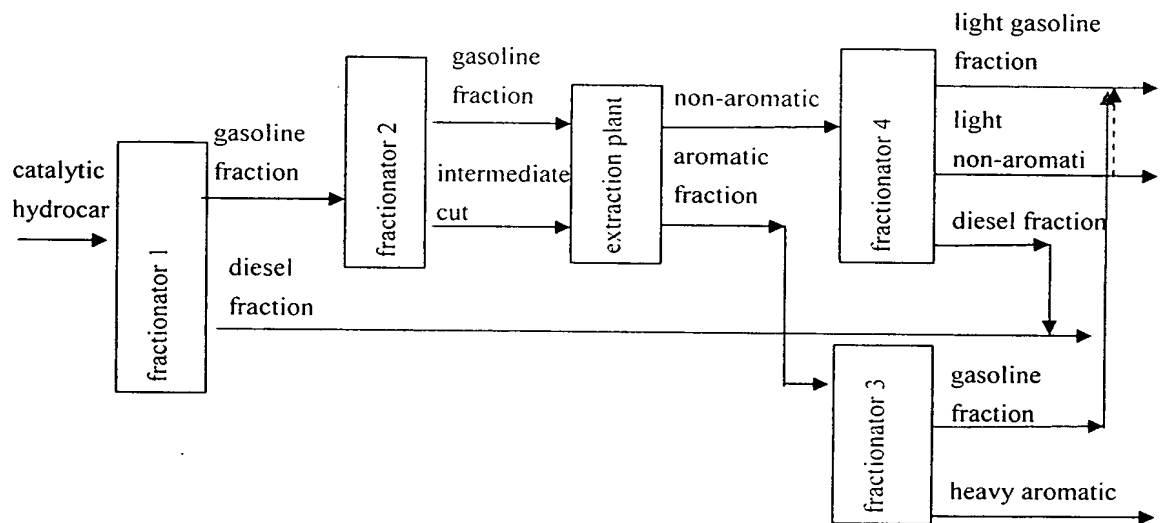 catalytic
hydrocar
fractionator 1
gasoline
fraction
diesel
fraction
fractionator 2
gasoline
fraction
intermediate
cut
extraction plant
non-aromatic
aromatic
fraction
fractionator 4
light gasoline
fraction
light
non-aromati
diesel fraction
fractionator 3
gasoline
fraction
heavy aromatic